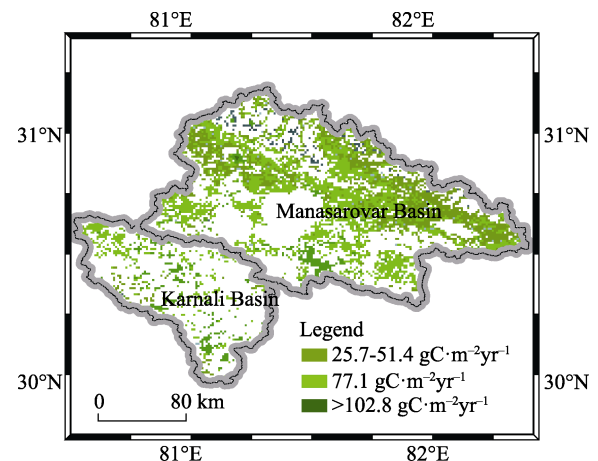 81°E 82°E
31°N 31°N
Manasarovar Basin
Karnali Basin
Legend
25.7-51.4 gC·m⁻²yr⁻¹
77.1 gC·m⁻²yr⁻¹
>102.8 gC·m⁻²yr⁻¹
30°N 30°N
0 80 km
81°E 82°E